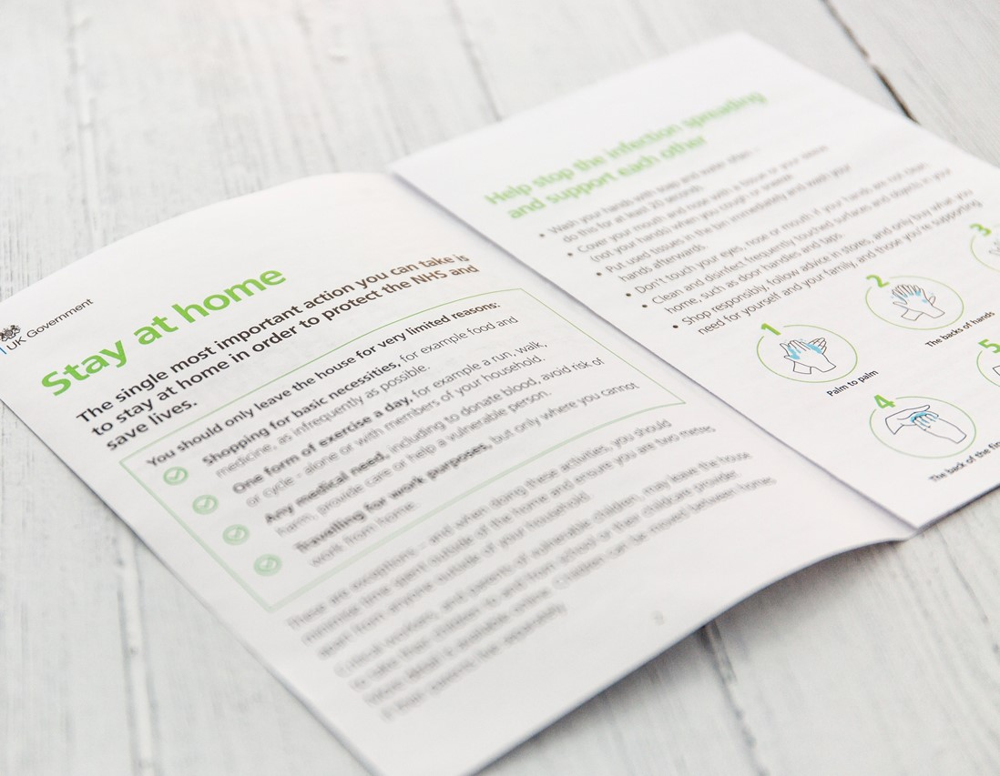 UK Government
Stay at home
The single most important action you can take is
to stay at home in order to protect the NHS and
save lives.
You should only leave the house for very limited reasons:
Shopping for basic necessities, for example food and
medicine, as infrequently as possible.
One form of exercise a day, for example a run, walk,
or cycle - alone or with members of your household.
Any medical need, including to donate blood, avoid risk of
harm, provide care or help a vulnerable person.
Travelling for work purposes, but only where you cannot
work from home.
These are exceptions - and when doing these activities, you should
minimise time spent outside of the home and ensure you are two metres
apart from anyone outside of your household.
Critical workers, and parents of vulnerable children, may leave the house
to take their children to and from school or their childcare provider.
children can be moved between homes
Help stop the infection spreading
and support each other
• Wash your hands with soap and water often –
do this for at least 20 seconds.
• Cover your mouth and nose with a tissue or your sleeve
(not your hands) when you cough or sneeze.
• Put used tissues in the bin immediately and wash your
hands afterwards.
• Don't touch your eyes, nose or mouth if your hands are not clean.
• Clean and disinfect frequently touched surfaces and objects in your
home, such as door handles and taps.
• Shop responsibly, follow advice in stores, and only buy what you
need for yourself and your family, and those you're supporting
1
Palm to palm
2
The backs of hands
3
4
The back of the
5